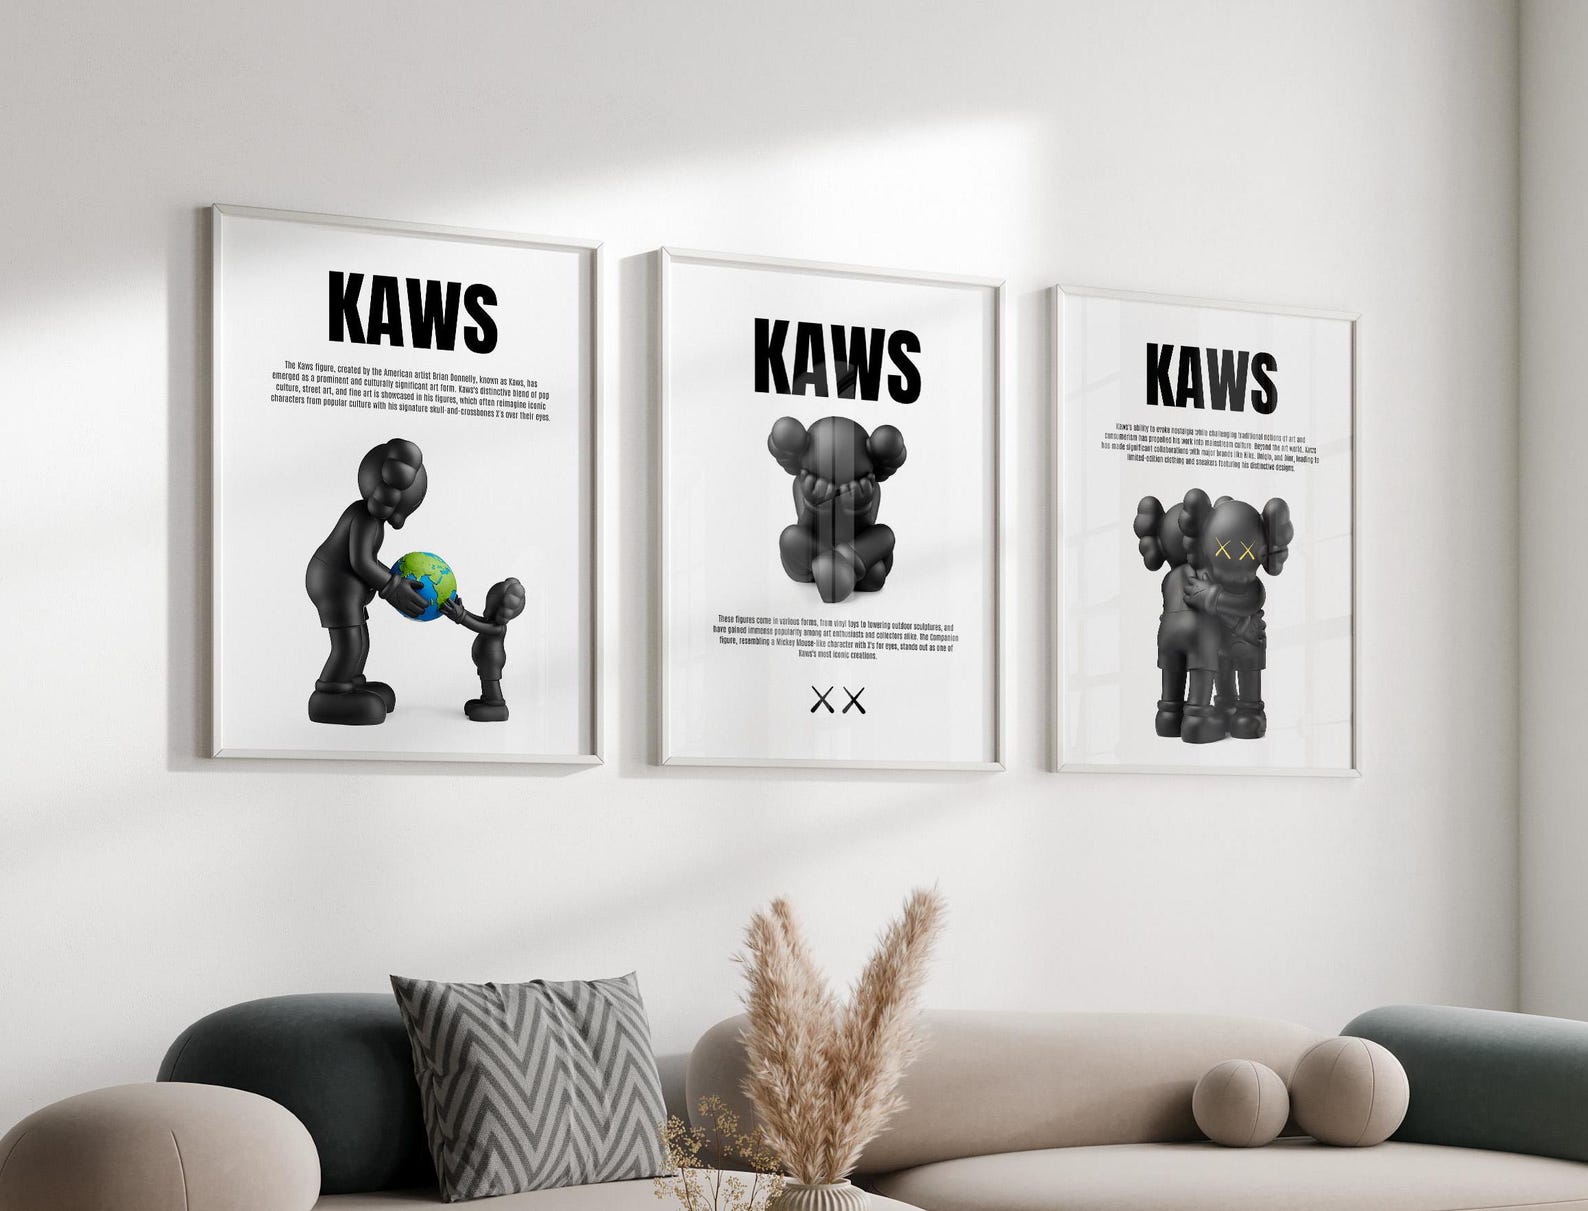 KAWS
The Kaws figure, created by the American artist Brian Donnelly, known as Kaws, has
emerged as a prominent and culturally significant art form. Kaws's distinctive blend of pop
culture, street art, and fine art is showcased in his figures, which often reimagine iconic
characters from popular culture with his signature skull-and-crossbones X's over their eyes.
KAWS
These figures come in various forms, from vinyl toys to towering outdoor sculptures, and
have gained immense popularity among art enthusiasts and collectors alike. The Companion
figure, resembling a Mickey Mouse-like character with X's for eyes, stands out as one of
Kaws's most iconic creations.
XX
KAWS
Kaws's ability to evoke nostalgia while challenging traditional notions of art and
consumerism has propelled his work into mainstream culture. Beyond the art world, Kaws
has made significant collaborations with major brands like Nike, Uniqlo, and Dior, leading to
limited-edition clothing and sneakers featuring his distinctive designs.